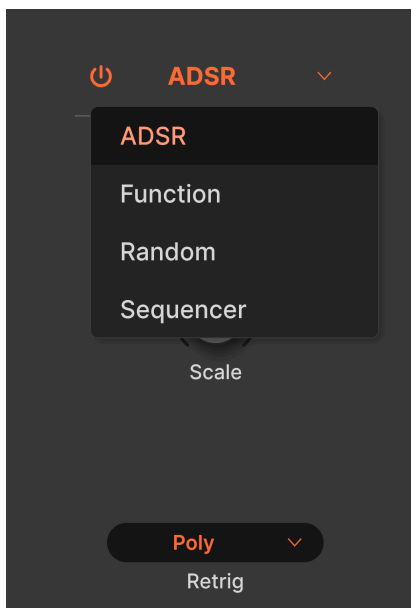 ADSR
ADSR
Function
Random
Sequencer
Scale
Poly
Retrig